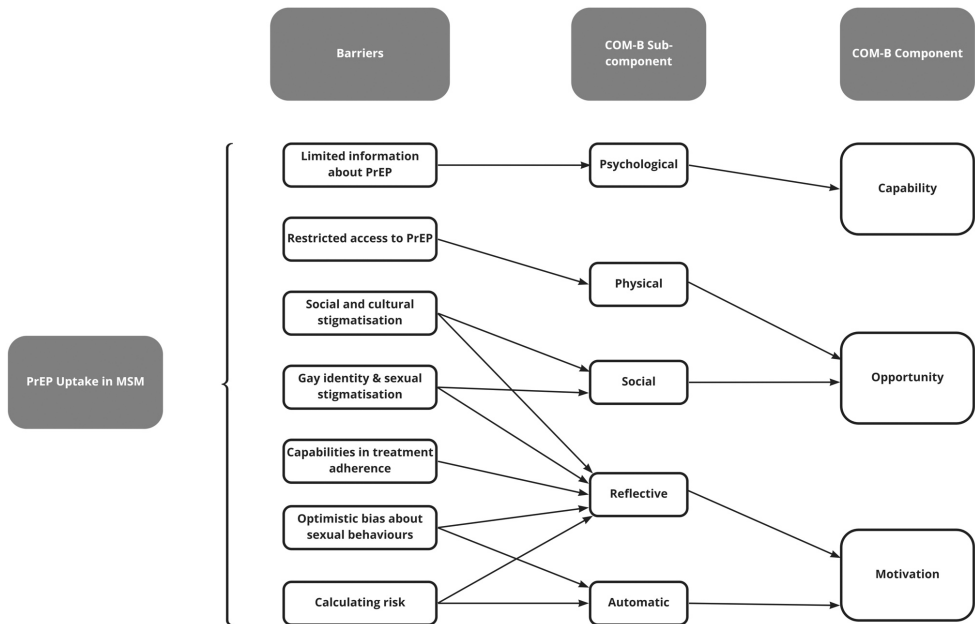 Barriers
COM-B Sub-
component
COM-B Component
PrEP Uptake in MSM
Limited information
about PrEP
Restricted access to PrEP
Social and cultural
stigmatisation
Gay identity & sexual
stigmatisation
Capabilities in treatment
adherence
Optimistic bias about
sexual behaviours
Calculating risk
Psychological
Physical
Social
Reflective
Automatic
Capability
Opportunity
Motivation